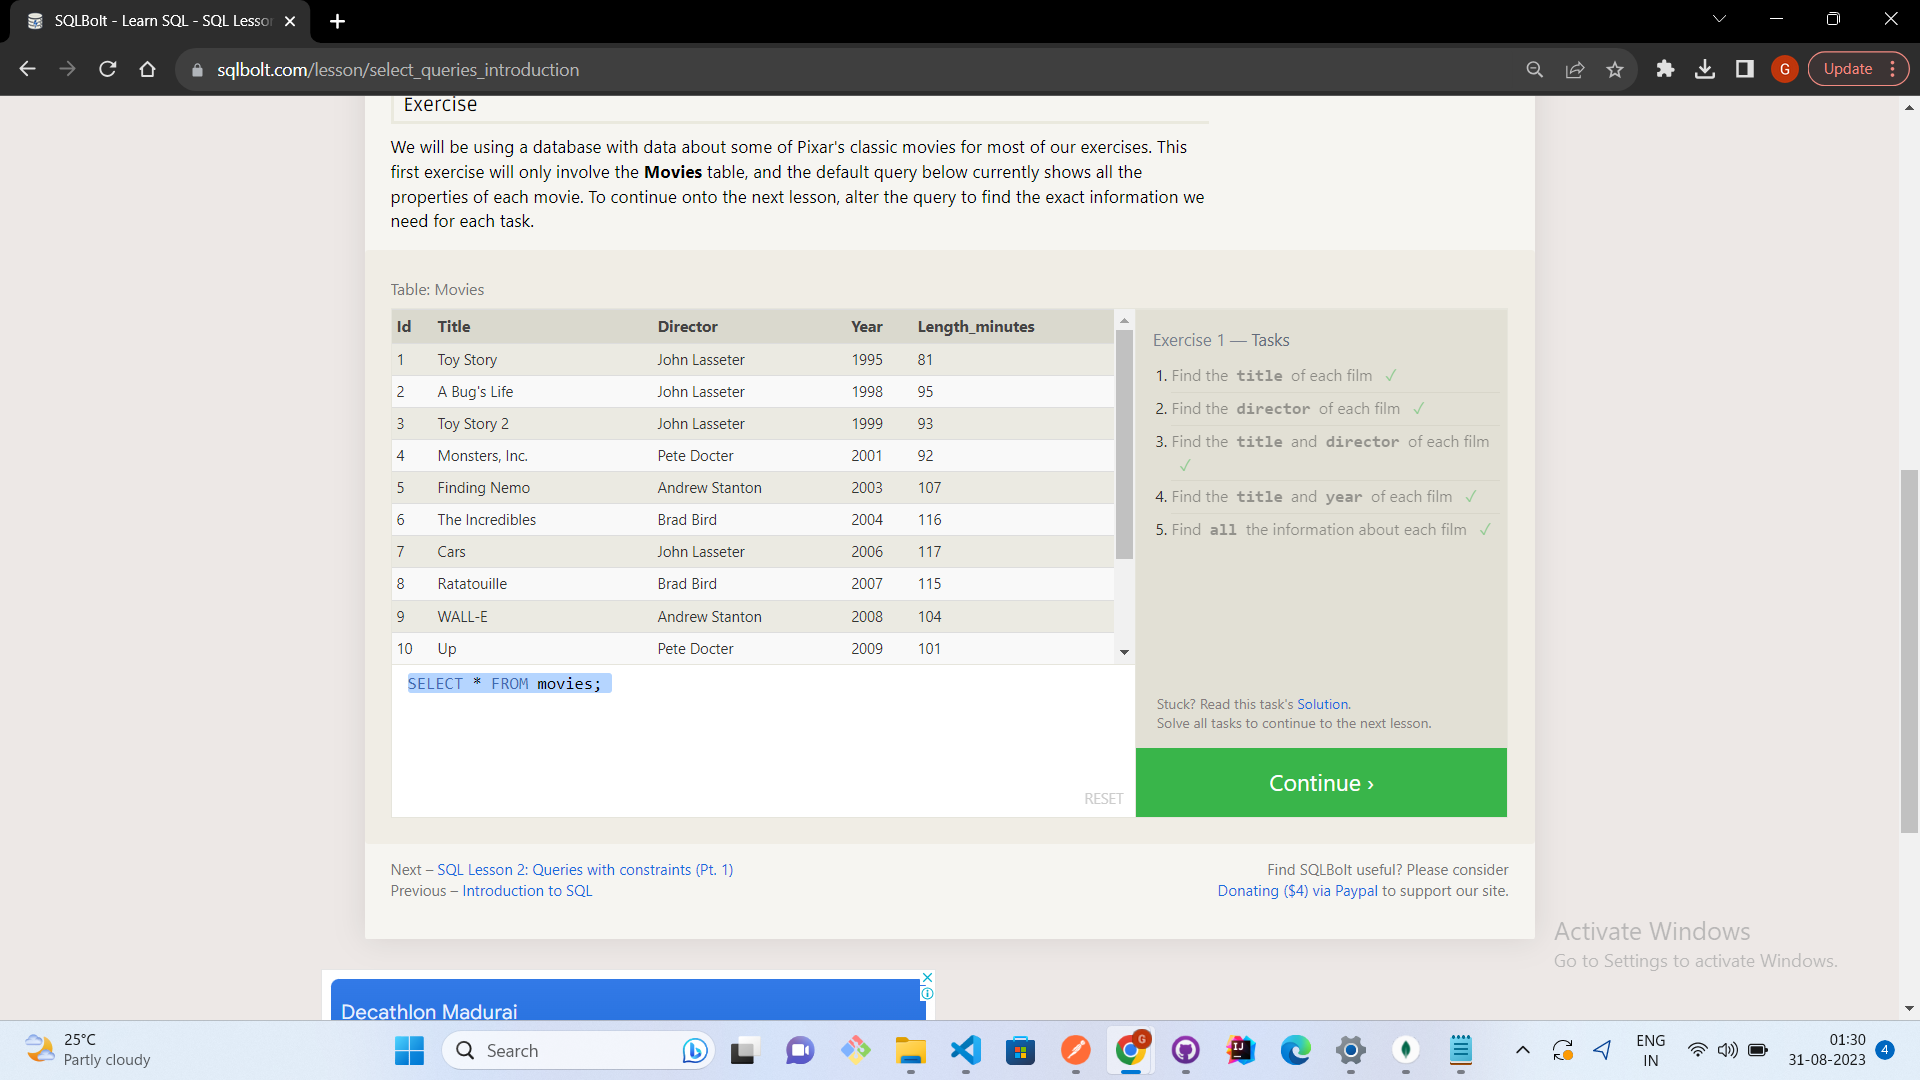 SQLBolt - Learn SQL - SQL Lesson
sqlbolt.com/lesson/select_queries_introduction
G
Update
Exercise
We will be using a database with data about some of Pixar's classic movies for most of our exercises. This
first exercise will only involve the Movies table, and the default query below currently shows all the
properties of each movie. To continue onto the next lesson, alter the query to find the exact information we
need for each task.
Table: Movies
Id Title Director Year Length_minutes
1 Toy Story John Lasseter 1995 81
2 A Bug's Life John Lasseter 1998 95
3 Toy Story 2 John Lasseter 1999 93
4 Monsters, Inc. Pete Docter 2001 92
5 Finding Nemo Andrew Stanton 2003 107
6 The Incredibles Brad Bird 2004 116
7 Cars John Lasseter 2006 117
8 Ratatouille Brad Bird 2007 115
9 WALL-E Andrew Stanton 2008 104
10 Up Pete Docter 2009 101
SELECT * FROM movies;
RESET
Exercise 1 — Tasks
1. Find the title of each film ✓
2. Find the director of each film ✓
3. Find the title and director of each film
✓
4. Find the title and year of each film ✓
5. Find all the information about each film ✓
Stuck? Read this task's Solution.
Solve all tasks to continue to the next lesson.
Continue ›
Next – SQL Lesson 2: Queries with constraints (Pt. 1)
Previous – Introduction to SQL
Find SQLBolt useful? Please consider
Donating ($4) via Paypal to support our site.
Activate Windows
Go to Settings to activate Windows.
Decathlon Madurai
25°C
Partly cloudy
Search
G
IJ
ENG
IN
01:30
31-08-2023
4